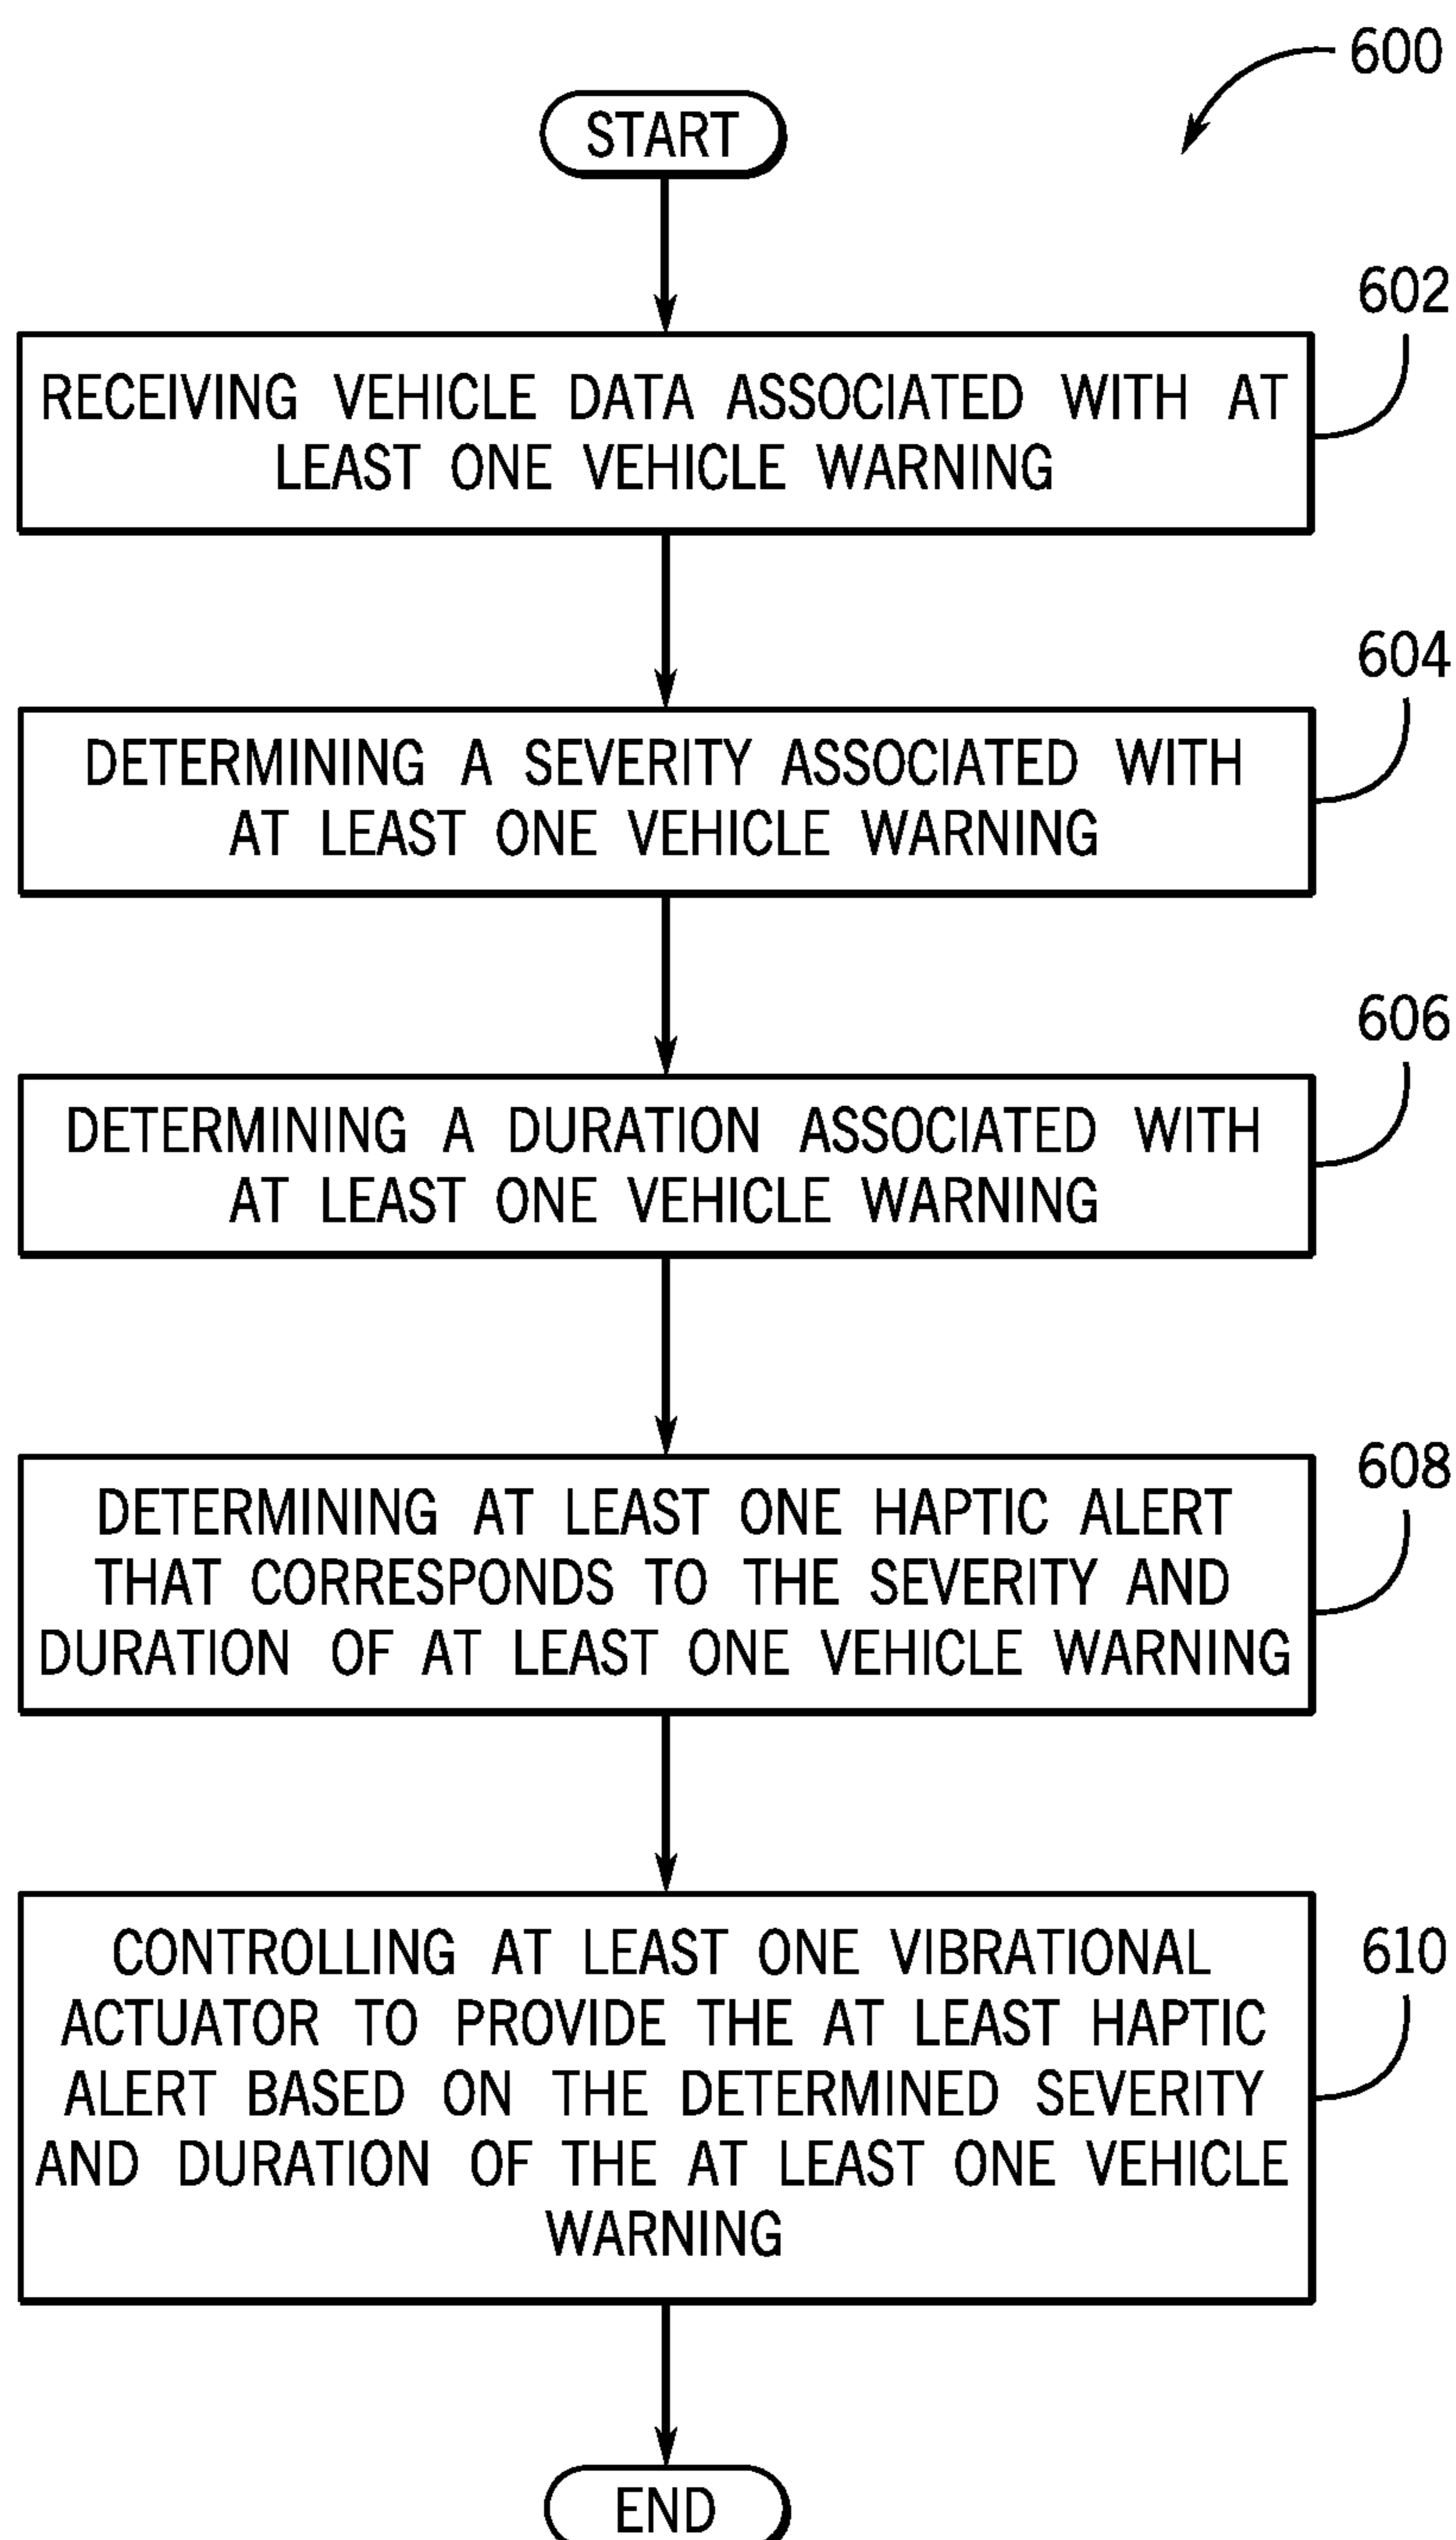 600
START
602
RECEIVING VEHICLE DATA ASSOCIATED WITH AT
LEAST ONE VEHICLE WARNING
604
DETERMINING A SEVERITY ASSOCIATED WITH
AT LEAST ONE VEHICLE WARNING
606
DETERMINING A DURATION ASSOCIATED WITH
AT LEAST ONE VEHICLE WARNING
608
DETERMINING AT LEAST ONE HAPTIC ALERT
THAT CORRESPONDS TO THE SEVERITY AND
DURATION OF AT LEAST ONE VEHICLE WARNING
610
CONTROLLING AT LEAST ONE VIBRATIONAL
ACTUATOR TO PROVIDE THE AT LEAST HAPTIC
ALERT BASED ON THE DETERMINED SEVERITY
AND DURATION OF THE AT LEAST ONE VEHICLE
WARNING
END